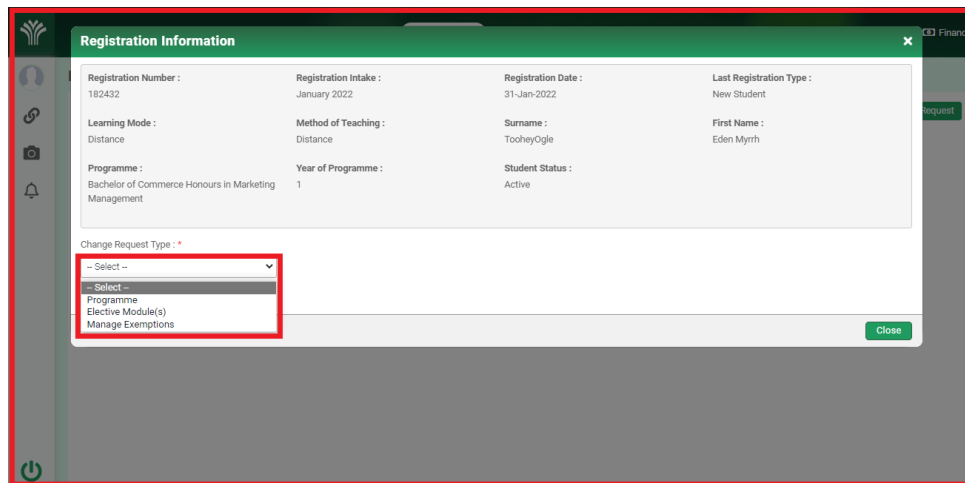 Financ
Registration Information ×
Registration Number : Registration Intake : Registration Date : Last Registration Type :
182432 January 2022 31-Jan-2022 New Student
Request
Learning Mode : Method of Teaching : Surname : First Name :
Distance Distance TooheyOgle Eden Myrrh
Programme : Year of Programme : Student Status :
Bachelor of Commerce Honours in Marketing 1 Active
Management
Change Request Type : *
-- Select --
-- Select --
Programme
Elective Module(s)
Manage Exemptions
Close